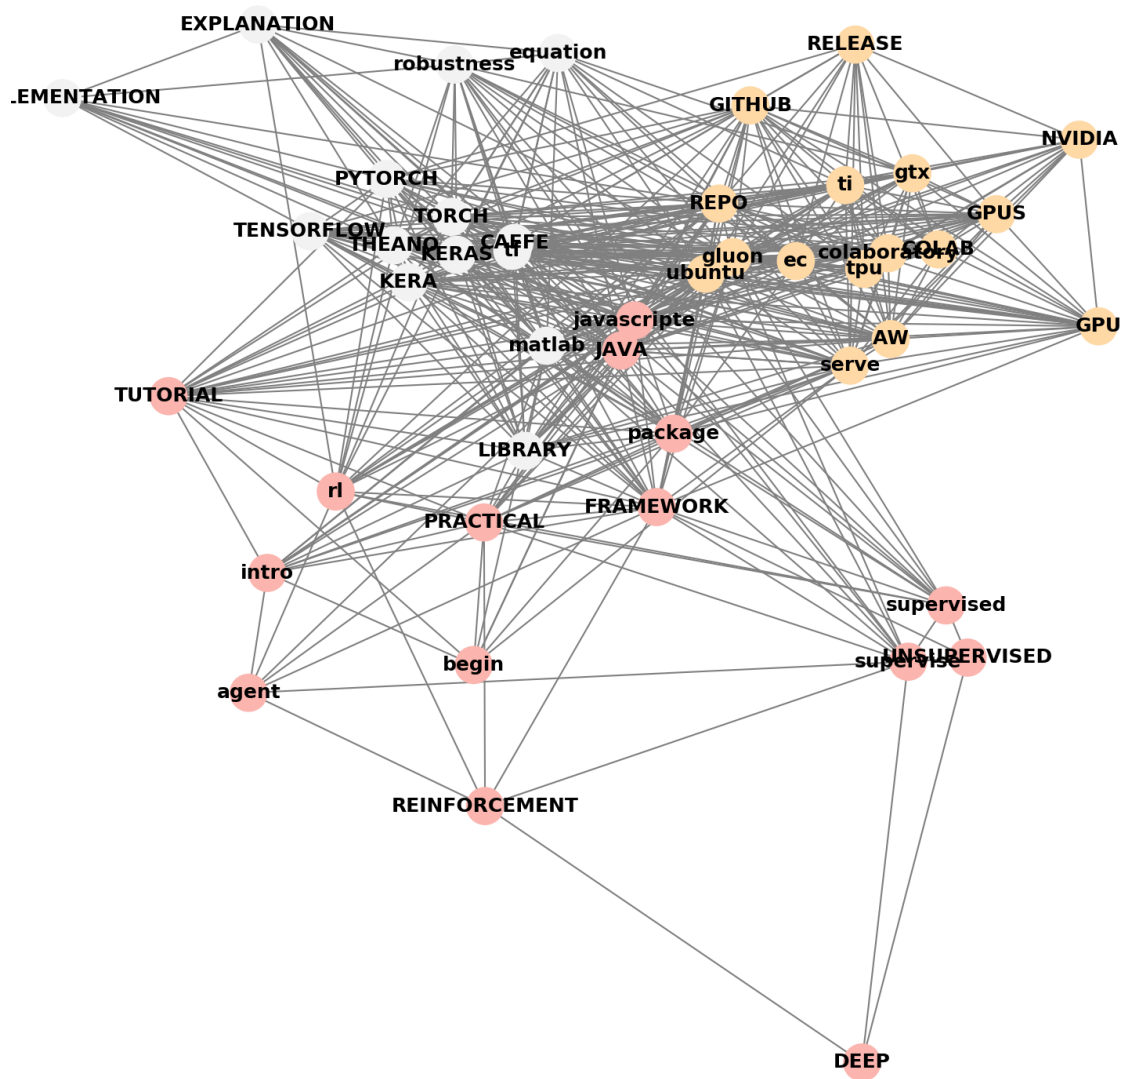 EXPLANATION
RELEASE
equation
robustness
.EMENTATION
GITHUB
NVIDIA
PYTORCH
gtx
ti
REPO
GPUS
TORCH
TENSORFLOW
THEANO
CAEFE
tf
KERAS
gluon
ec
colaboratory
COLAB
tpu
ubuntu
KERA
javascripte
GPU
matlab
JAVA
AW
serve
TUTORIAL
package
LIBRARY
rl
FRAMEWORK
PRACTICAL
intro
supervised
supervise
UNSUPERVISED
begin
agent
REINFORCEMENT
DEEP